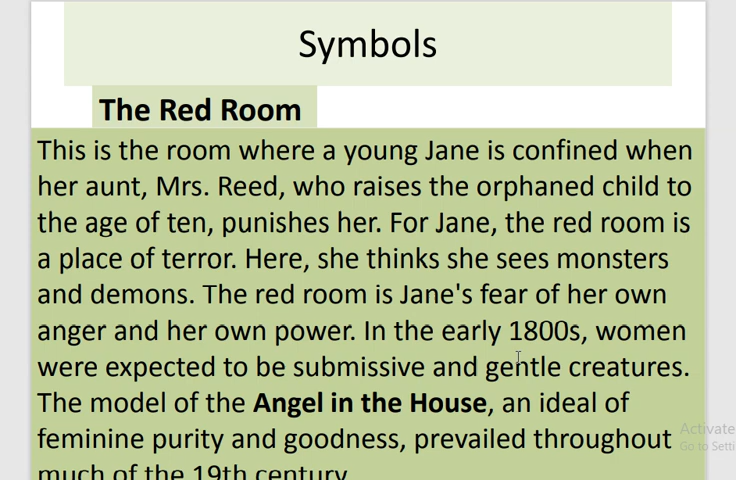 Symbols
The Red Room
This is the room where a young Jane is confined when
her aunt, Mrs. Reed, who raises the orphaned child to
the age of ten, punishes her. For Jane, the red room is
a place of terror. Here, she thinks she sees monsters
and demons. The red room is Jane's fear of her own
anger and her own power. In the early 1800s, women
were expected to be submissive and gentle creatures.
The model of the Angel in the House, an ideal of
feminine purity and goodness, prevailed throughout
much of the 19th century.
Activate
Go to Setti